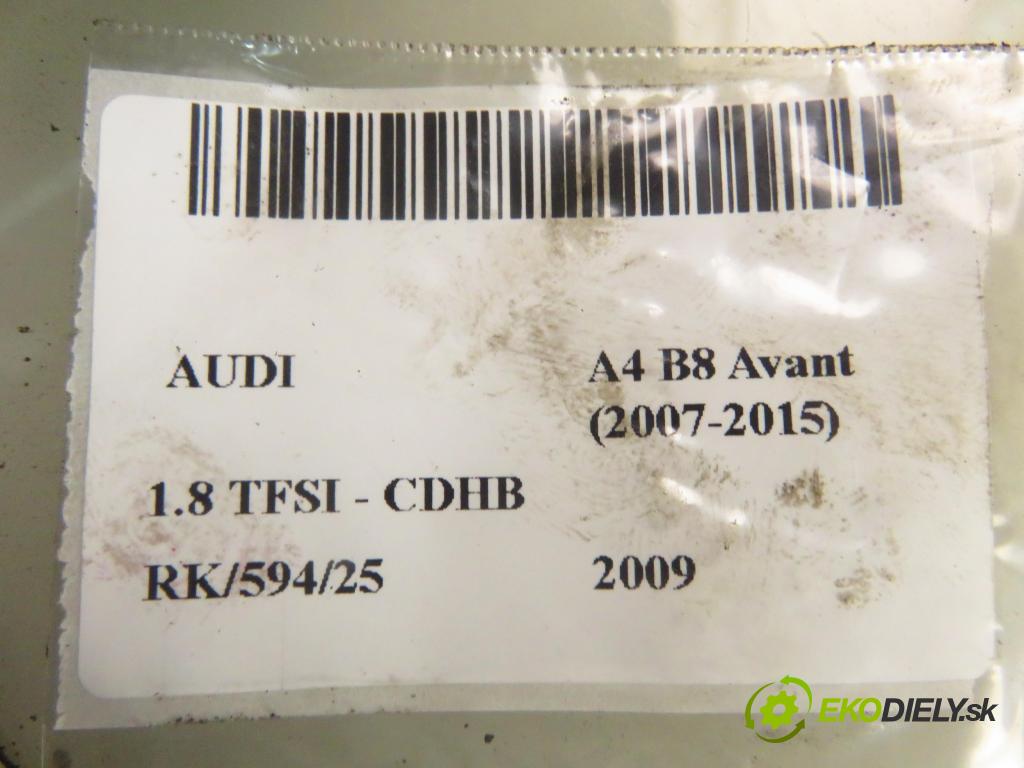 AUDI
A4 B8 Avant
(2007-2015)
1.8 TFSI - CDHB
RK/594/25
2009
EKODIELY.sk